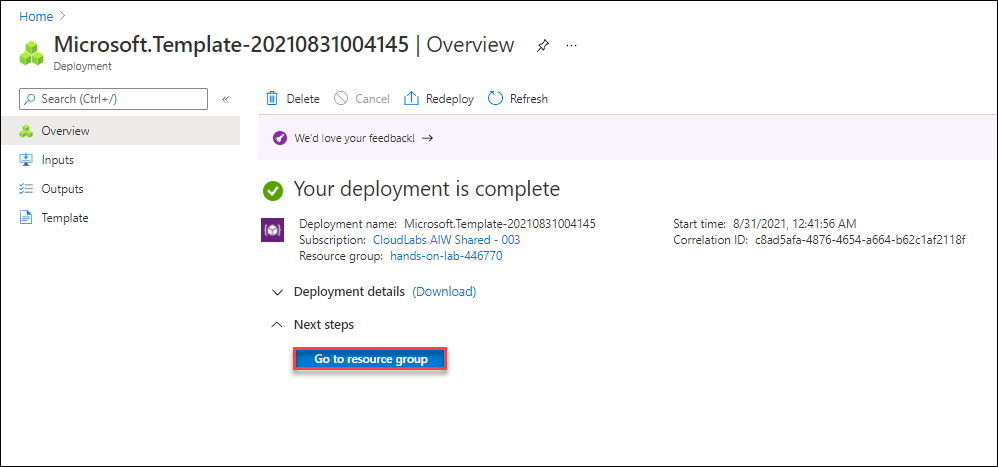 Home
Microsoft.Template-20210831004145 | Overview
Deployment
Search (Ctrl+/)
Delete
Cancel
Redeploy
Refresh
Overview
Inputs
Outputs
Template
We'd love your feedback!
Your deployment is complete
Deployment name: Microsoft.Template-20210831004145
Subscription: CloudLabs AIW Shared - 003
Resource group: hands-on-lab-446770
Start time: 8/31/2021, 12:41:56 AM
Correlation ID: c8ad5afa-4876-4654-a664-b62c1af2118f
Deployment details (Download)
Next steps
Go to resource group